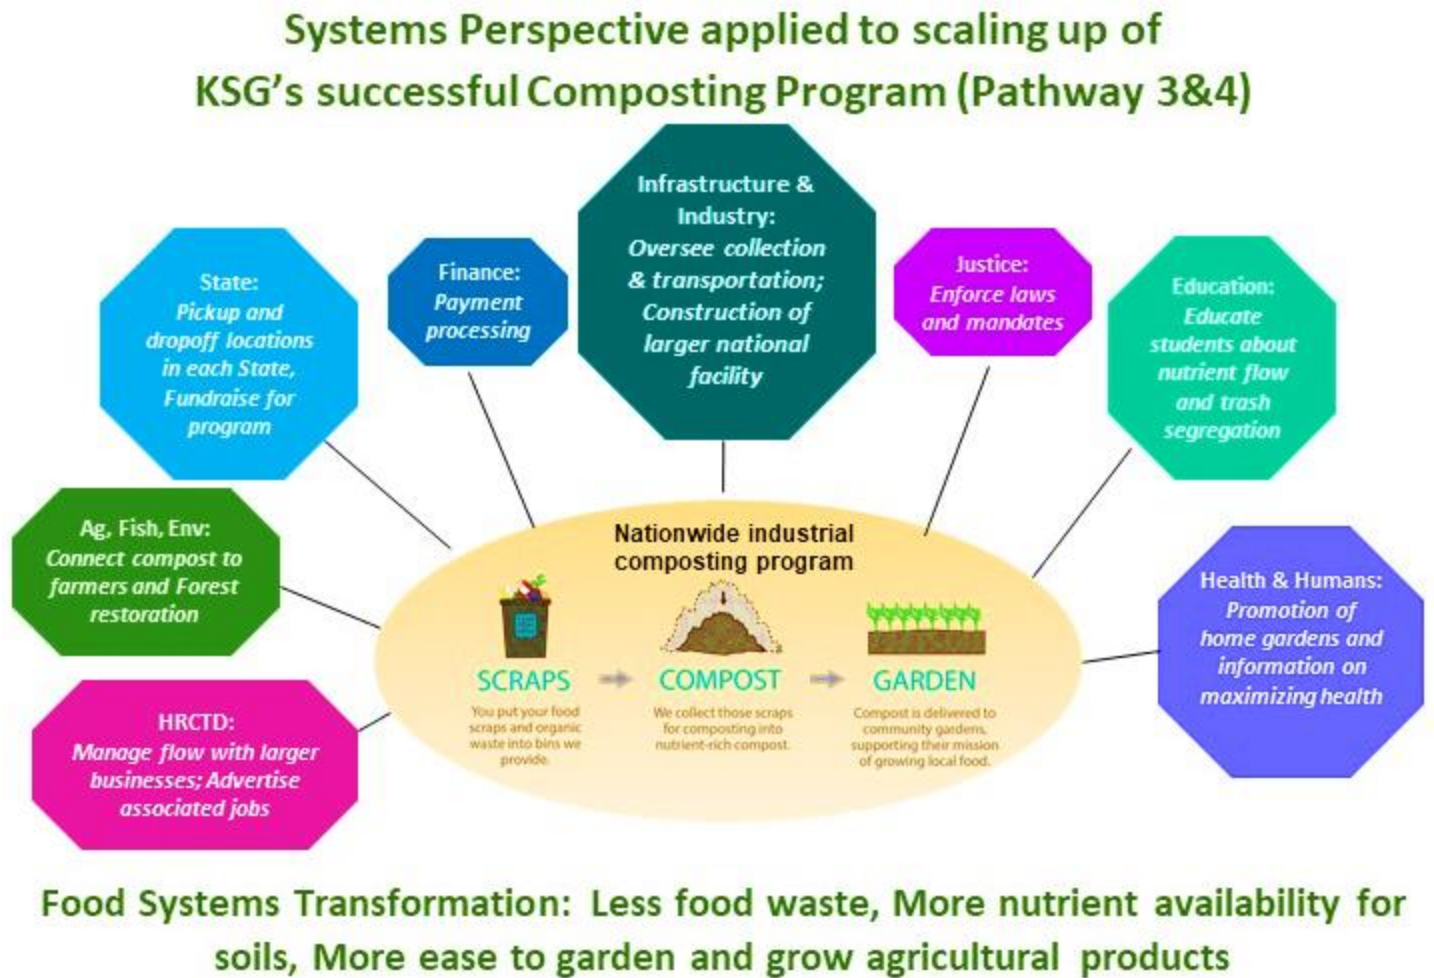 Systems Perspective applied to scaling up of
KSG's successful Composting Program (Pathway 3&4)
Infrastructure &
Industry:
Oversee collection
& transportation;
Construction of
larger national
facility
State:
Pickup and
dropoff locations
in each State,
Fundraise for
program
Finance:
Payment
processing
Justice:
Enforce laws
and mandates
Education:
Educate
students about
nutrient flow
and trash
segregation
Ag, Fish, Env:
Connect compost to
farmers and Forest
restoration
Health & Humans:
Promotion of
home gardens and
information on
maximizing health
HRCTD:
Manage flow with larger
businesses; Advertise
associated jobs
Nationwide industrial
composting program
SCRAPS
You put your food
scraps and organic
waste into bins we
provide.
COMPOST
We collect those scraps
for composting into
nutrient-rich compost.
GARDEN
Compost is delivered to
community gardens,
supporting their mission
of growing local food.
Food Systems Transformation: Less food waste, More nutrient availability for
soils, More ease to garden and grow agricultural products